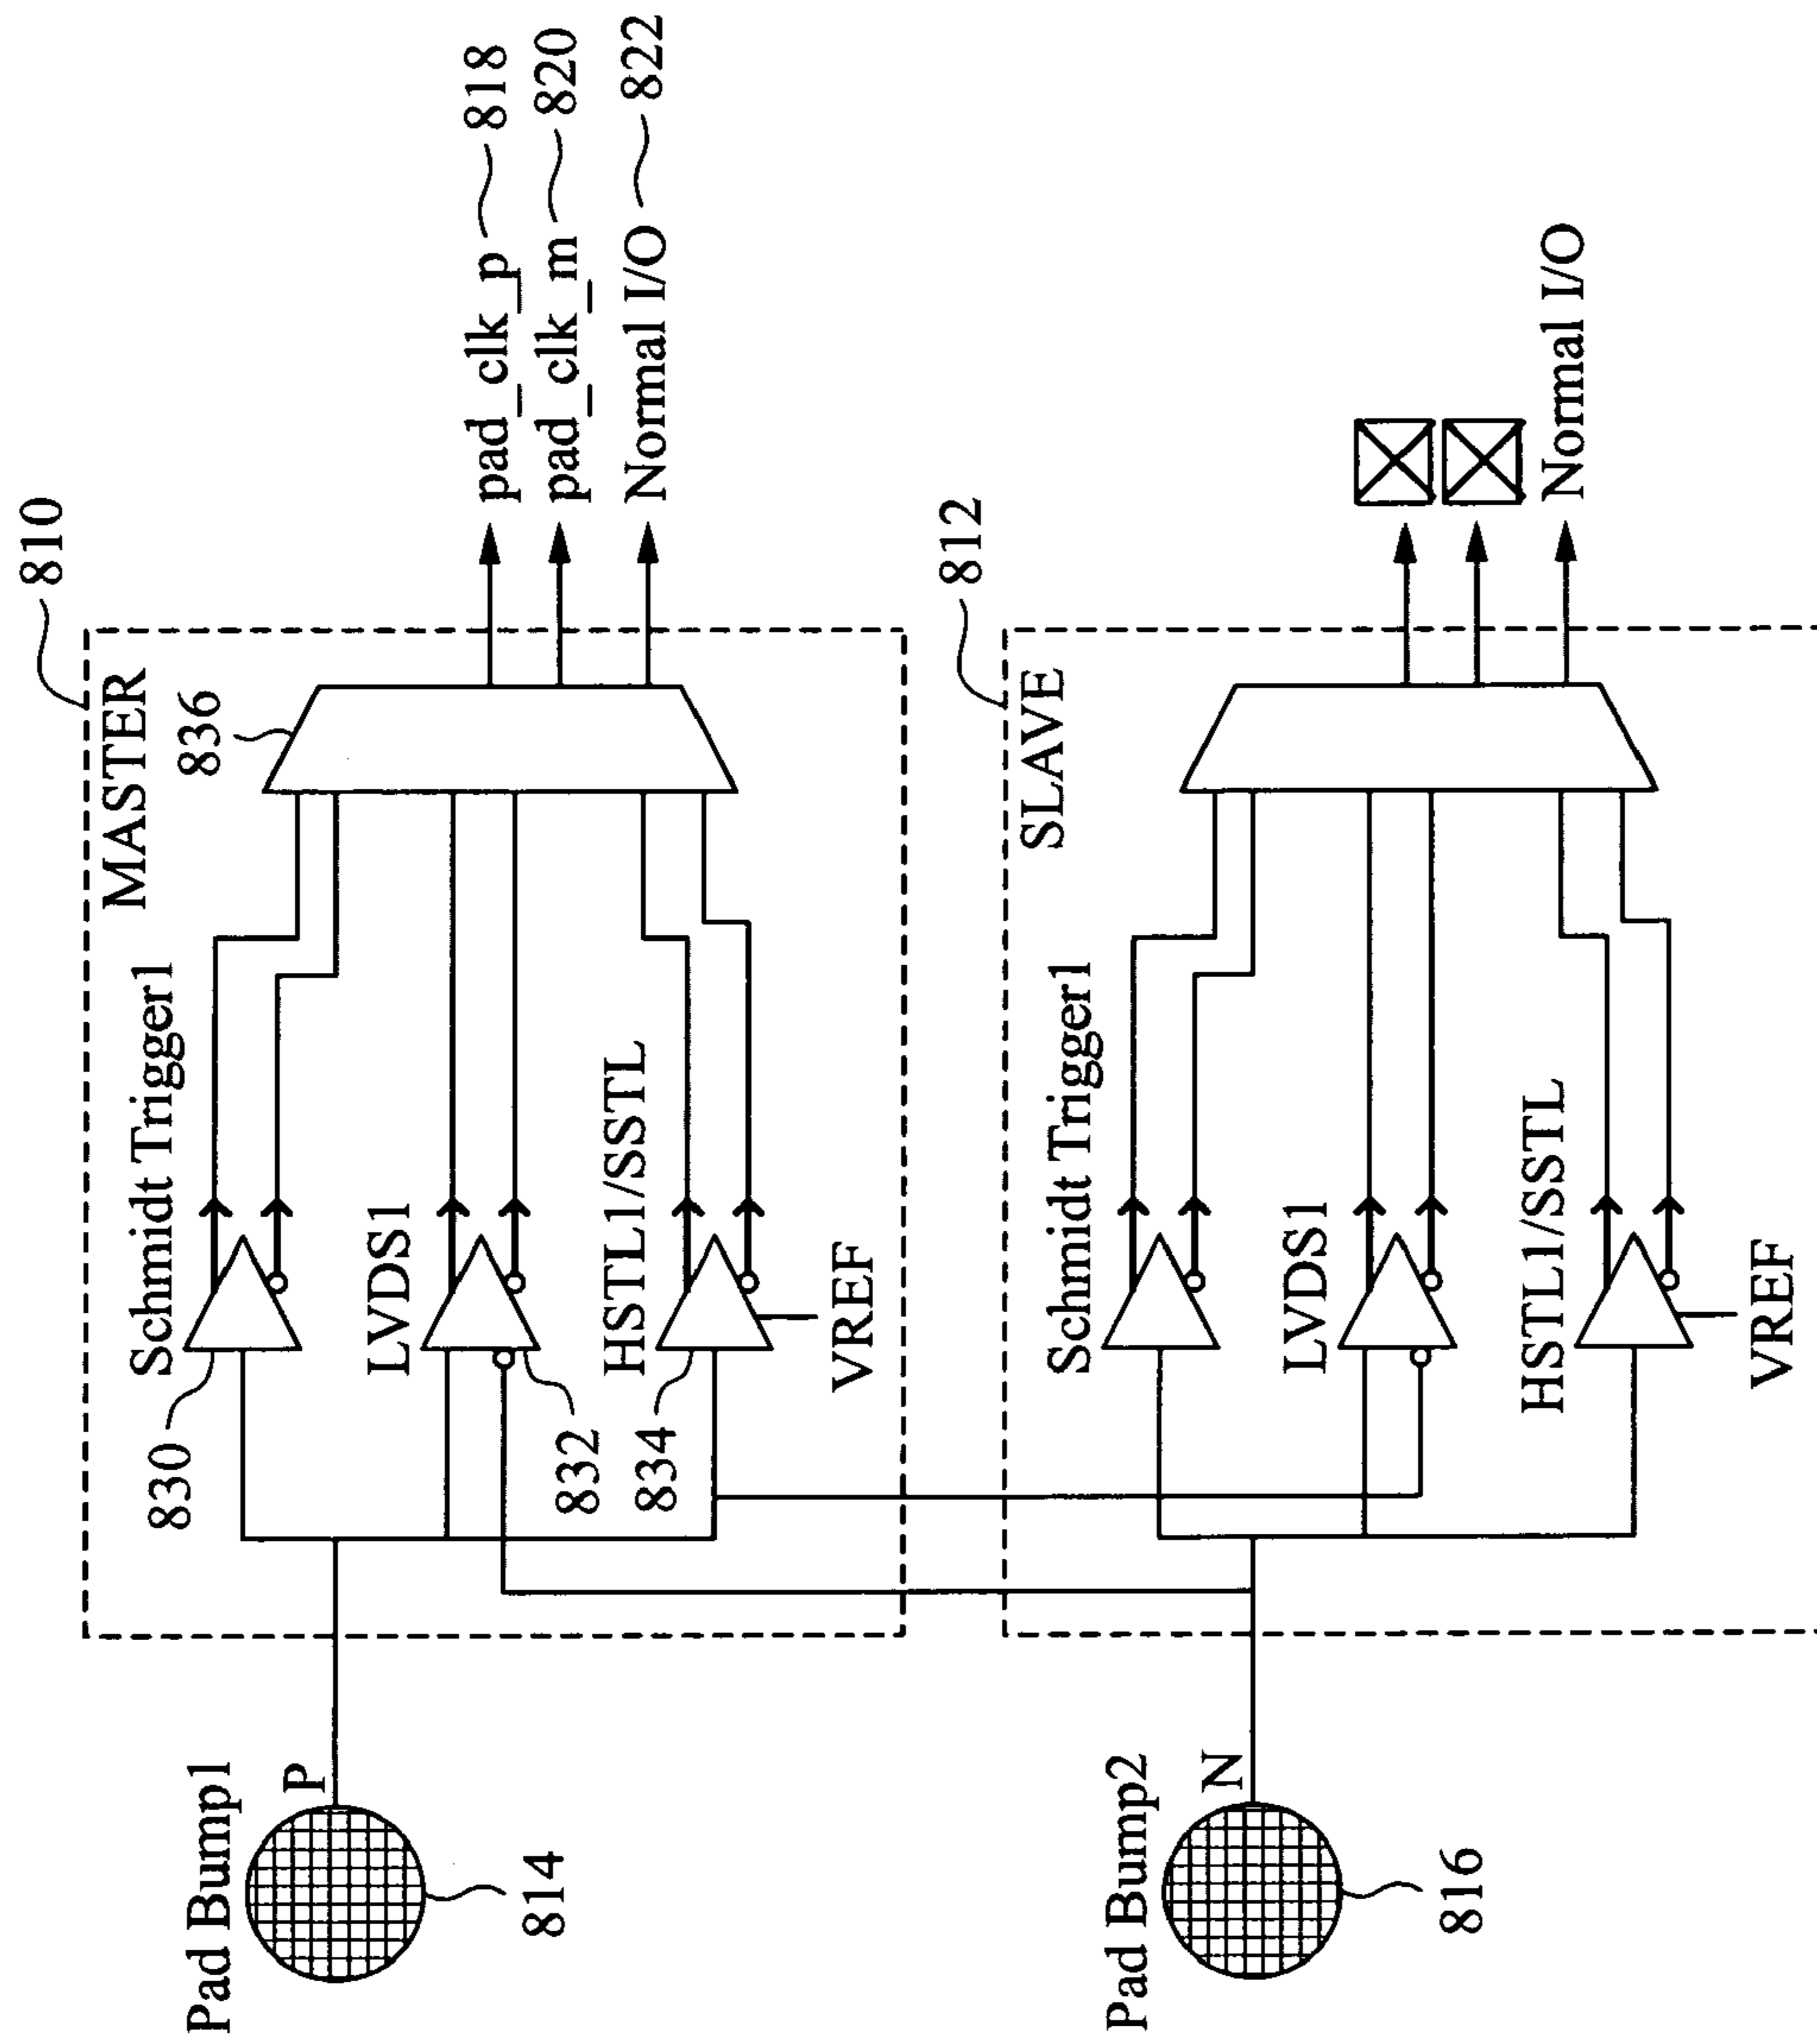 810
MASTER
836
Schmidt Trigger1
830
LVDS1
832
HSTL1/SSTL
834
VREF
Pad Bump1
P
814
pad_clk_p 818
pad_clk_m 820
Normal I/O 822
812
SLAVE
Schmidt Trigger1
LVDS1
HSTL1/SSTL
VREF
Pad Bump2
N
816
Normal I/O